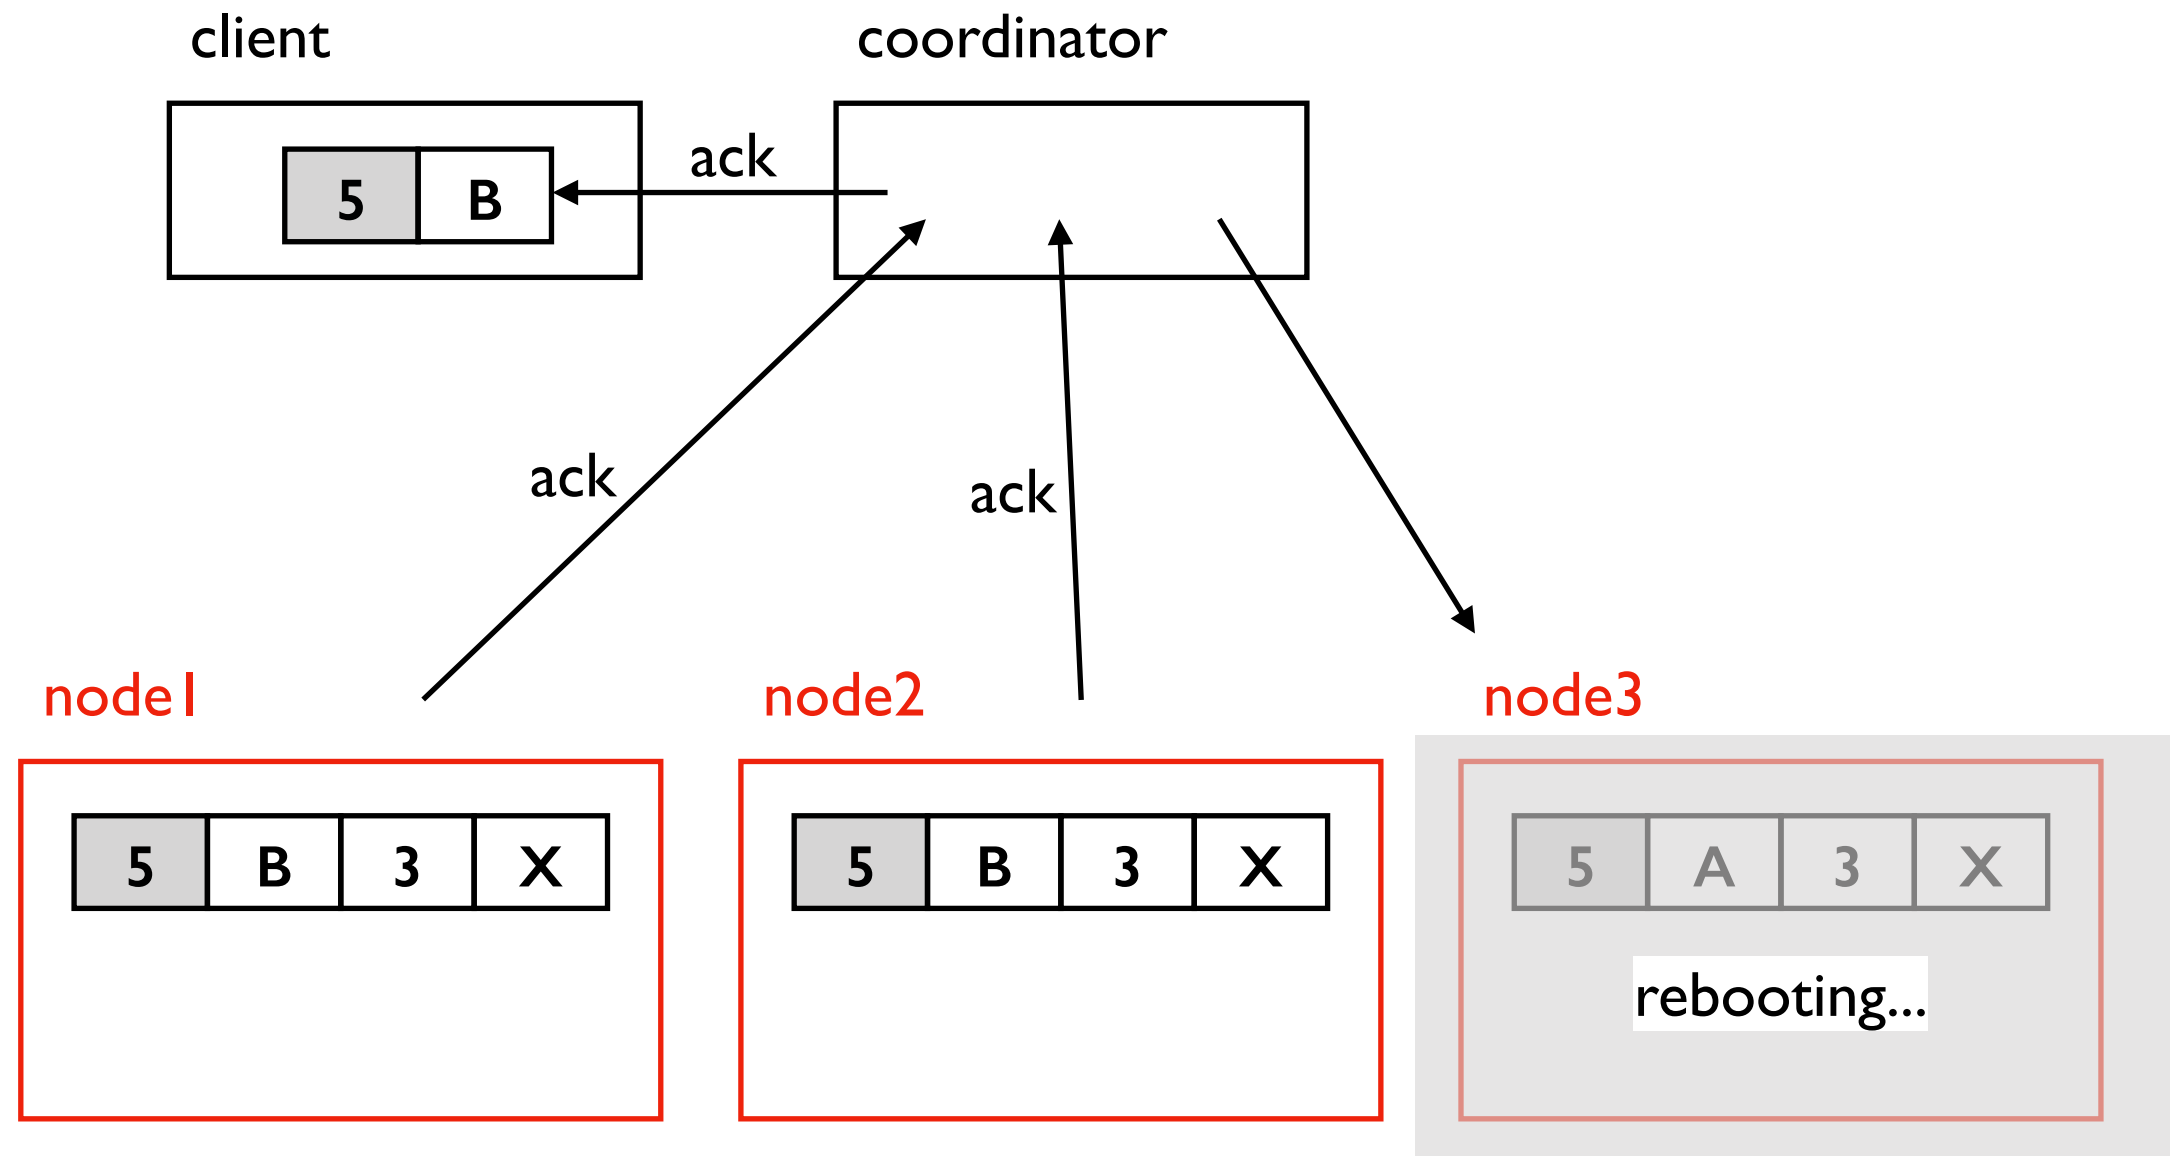 client
coordinator
5 B
ack
ack
ack
node1
node2
node3
5 B 3 X
5 B 3 X
5 A 3 X
rebooting...